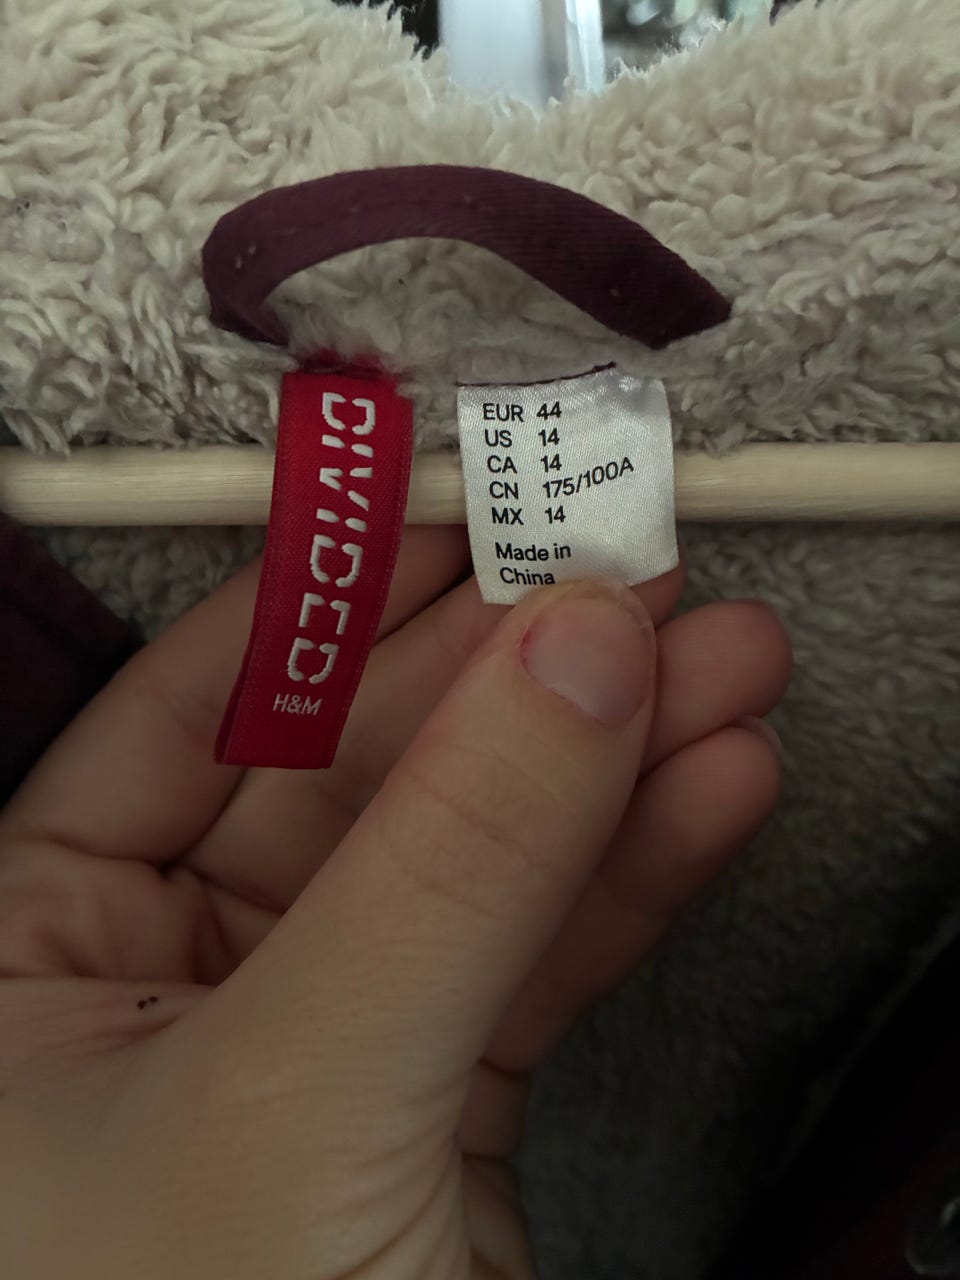 DIVIDED
H&M
EUR 44
US 14
CA 14
CN 175/100A
MX 14
Made in
China